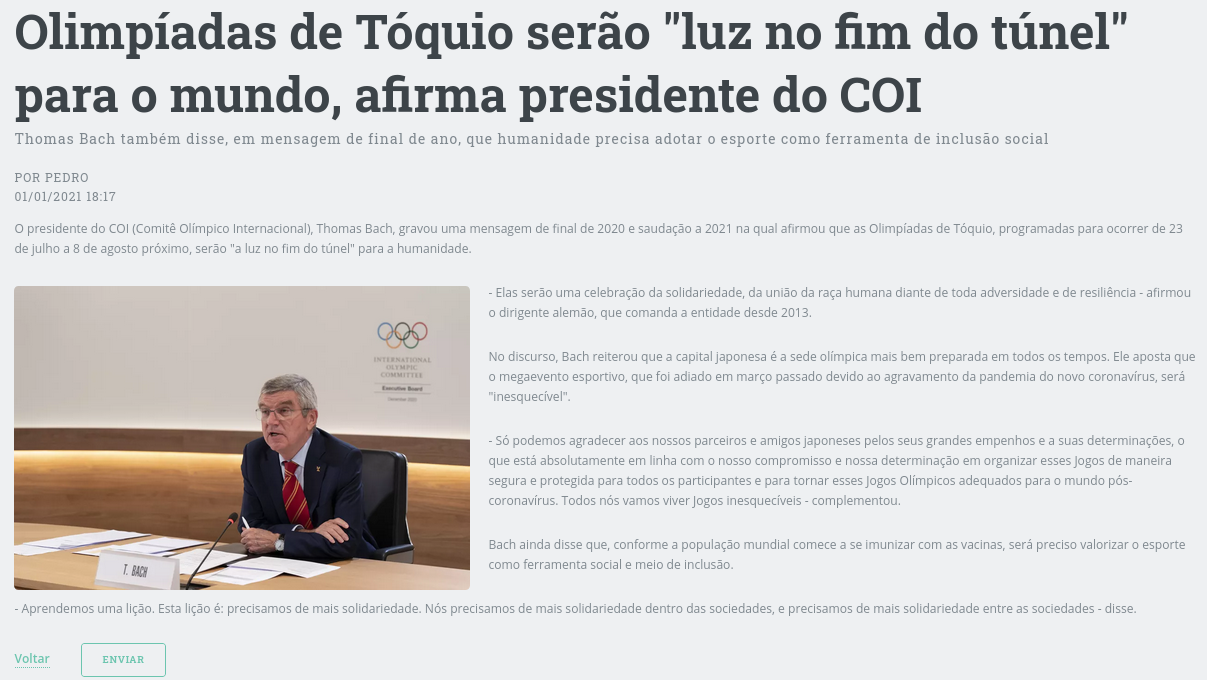 Olimpíadas de Tóquio serão "luz no fim do túnel"
para o mundo, afirma presidente do COI
Thomas Bach também disse, em mensagem de final de ano, que humanidade precisa adotar o esporte como ferramenta de inclusão social
POR PEDRO
01/01/2021 18:17
O presidente do COI (Comitê Olímpico Internacional), Thomas Bach, gravou uma mensagem de final de 2020 e saudação a 2021 na qual afirmou que as Olimpíadas de Tóquio, programadas para ocorrer de 23
de julho a 8 de agosto próximo, serão "a luz no fim do túnel" para a humanidade.
INTERNATIONAL
OLYMPIC
COMMITTEE
Executive Board
December 2020
T. BACH
- Elas serão uma celebração da solidariedade, da união da raça humana diante de toda adversidade e de resiliência - afirmou
o dirigente alemão, que comanda a entidade desde 2013.
No discurso, Bach reiterou que a capital japonesa é a sede olímpica mais bem preparada em todos os tempos. Ele aposta que
o megaevento esportivo, que foi adiado em março passado devido ao agravamento da pandemia do novo coronavírus, será
"inesquecível".
- Só podemos agradecer aos nossos parceiros e amigos japoneses pelos seus grandes empenhos e a suas determinações, o
que está absolutamente em linha com o nosso compromisso e nossa determinação em organizar esses Jogos de maneira
segura e protegida para todos os participantes e para tornar esses Jogos Olímpicos adequados para o mundo pós-
coronavírus. Todos nós vamos viver Jogos inesquecíveis - complementou.
Bach ainda disse que, conforme a população mundial comece a se imunizar com as vacinas, será preciso valorizar o esporte
como ferramenta social e meio de inclusão.
- Aprendemos uma lição. Esta lição é: precisamos de mais solidariedade. Nós precisamos de mais solidariedade dentro das sociedades, e precisamos de mais solidariedade entre as sociedades - disse.
Voltar
ENVIAR